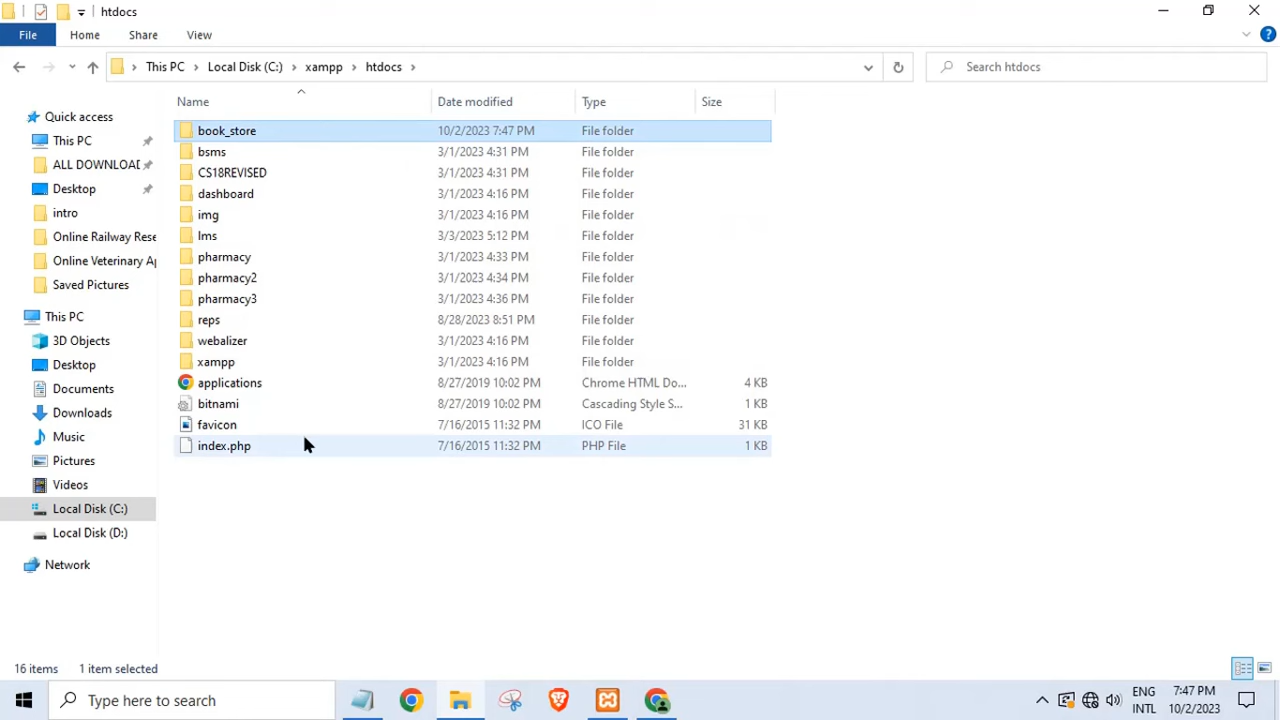 htdocs
File Home Share View
This PC Local Disk (C:) xampp htdocs Search htdocs
Name Date modified Type Size
Quick access
This PC
ALL DOWNLOAD
Desktop
intro
Online Railway Rese
Online Veterinary Ap
Saved Pictures
This PC
3D Objects
Desktop
Documents
Downloads
Music
Pictures
Videos
Local Disk (C:)
Local Disk (D:)
Network
book_store 10/2/2023 7:47 PM File folder
bsms 3/1/2023 4:31 PM File folder
CS18REVISED 3/1/2023 4:31 PM File folder
dashboard 3/1/2023 4:16 PM File folder
img 3/1/2023 4:16 PM File folder
lms 3/3/2023 5:12 PM File folder
pharmacy 3/1/2023 4:33 PM File folder
pharmacy2 3/1/2023 4:34 PM File folder
pharmacy3 3/1/2023 4:36 PM File folder
reps 8/28/2023 8:51 PM File folder
webalizer 3/1/2023 4:16 PM File folder
xampp 3/1/2023 4:16 PM File folder
applications 8/27/2019 10:02 PM Chrome HTML Do... 4 KB
bitnami 8/27/2019 10:02 PM Cascading Style S... 1 KB
favicon 7/16/2015 11:32 PM ICO File 31 KB
index.php 7/16/2015 11:32 PM PHP File 1 KB
16 items 1 item selected
Type here to search
ENG
INTL
7:47 PM
10/2/2023